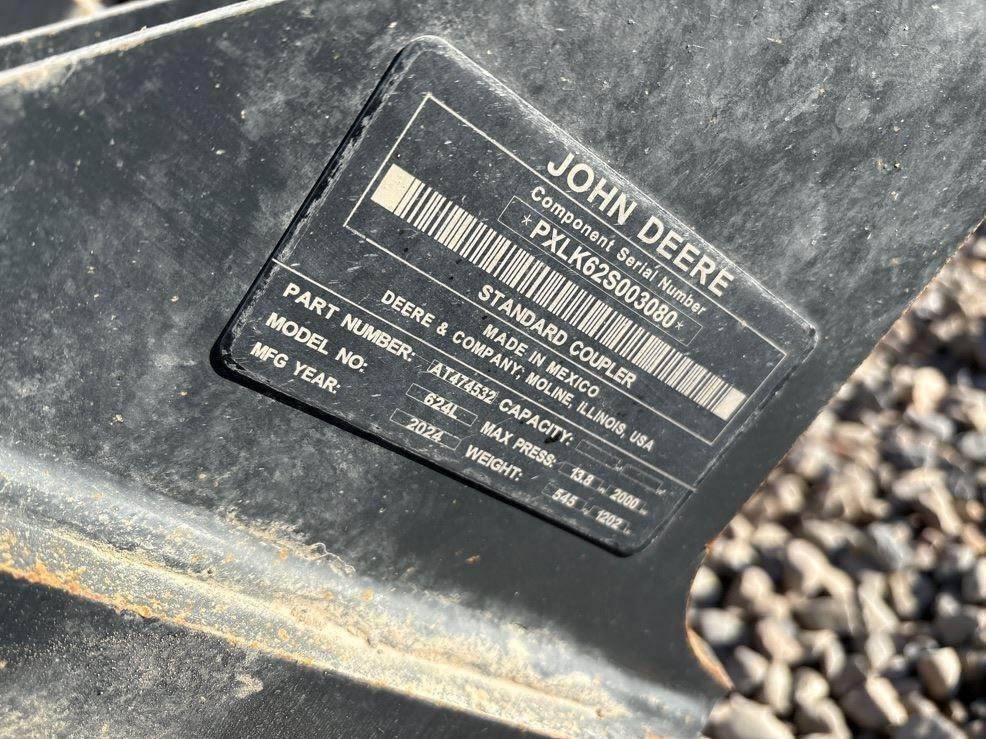 JOHN DEERE
Component Serial Number
*PXLK62S003080*
STANDARD COUPLER
MADE IN MEXICO
DEERE & COMPANY; MOLINE, ILLINOIS, USA
PART NUMBER: AT474532 CAPACITY:
MODEL NO: 624L MAX PRESS: 13.8 2000
MFG YEAR: 2024 WEIGHT: 545 1202